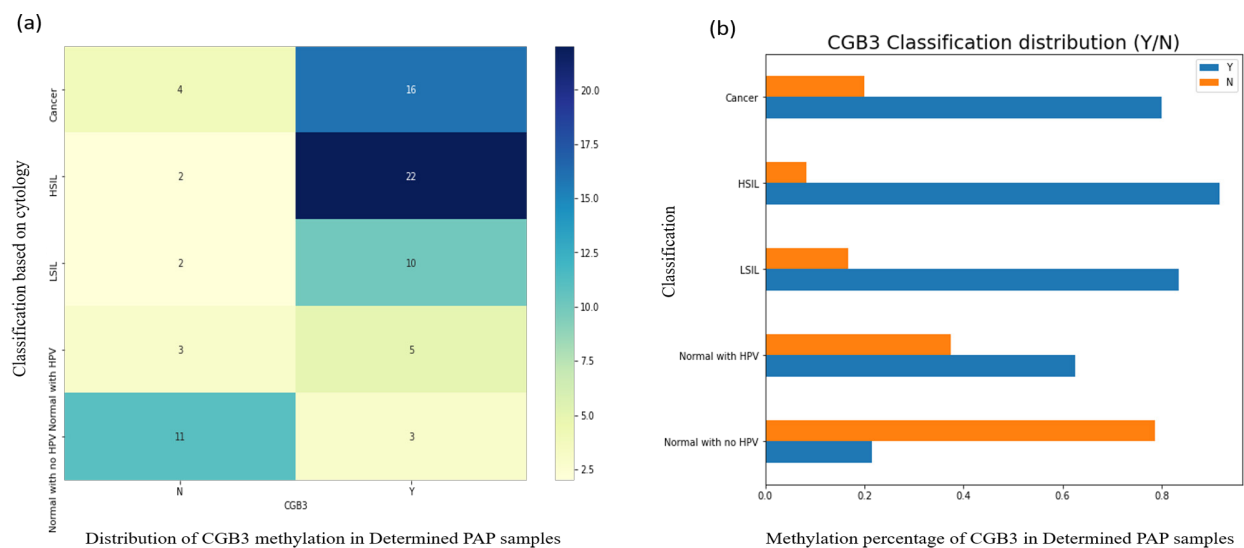 (a)
Classification based on cytology
Cancer
HSIL
LSIL
Normal with HPV
Normal with no HPV
4
16
2
22
2
10
3
5
11
3
N
Y
CGB3
20.0
17.5
15.0
12.5
10.0
7.5
5.0
2.5
Distribution of CGB3 methylation in Determined PAP samples
(b)
CGB3 Classification distribution (Y/N)
Y
N
Classification
Cancer
HSIL
LSIL
Normal with HPV
Normal with no HPV
0.0
0.2
0.4
0.6
0.8
Methylation percentage of CGB3 in Determined PAP samples